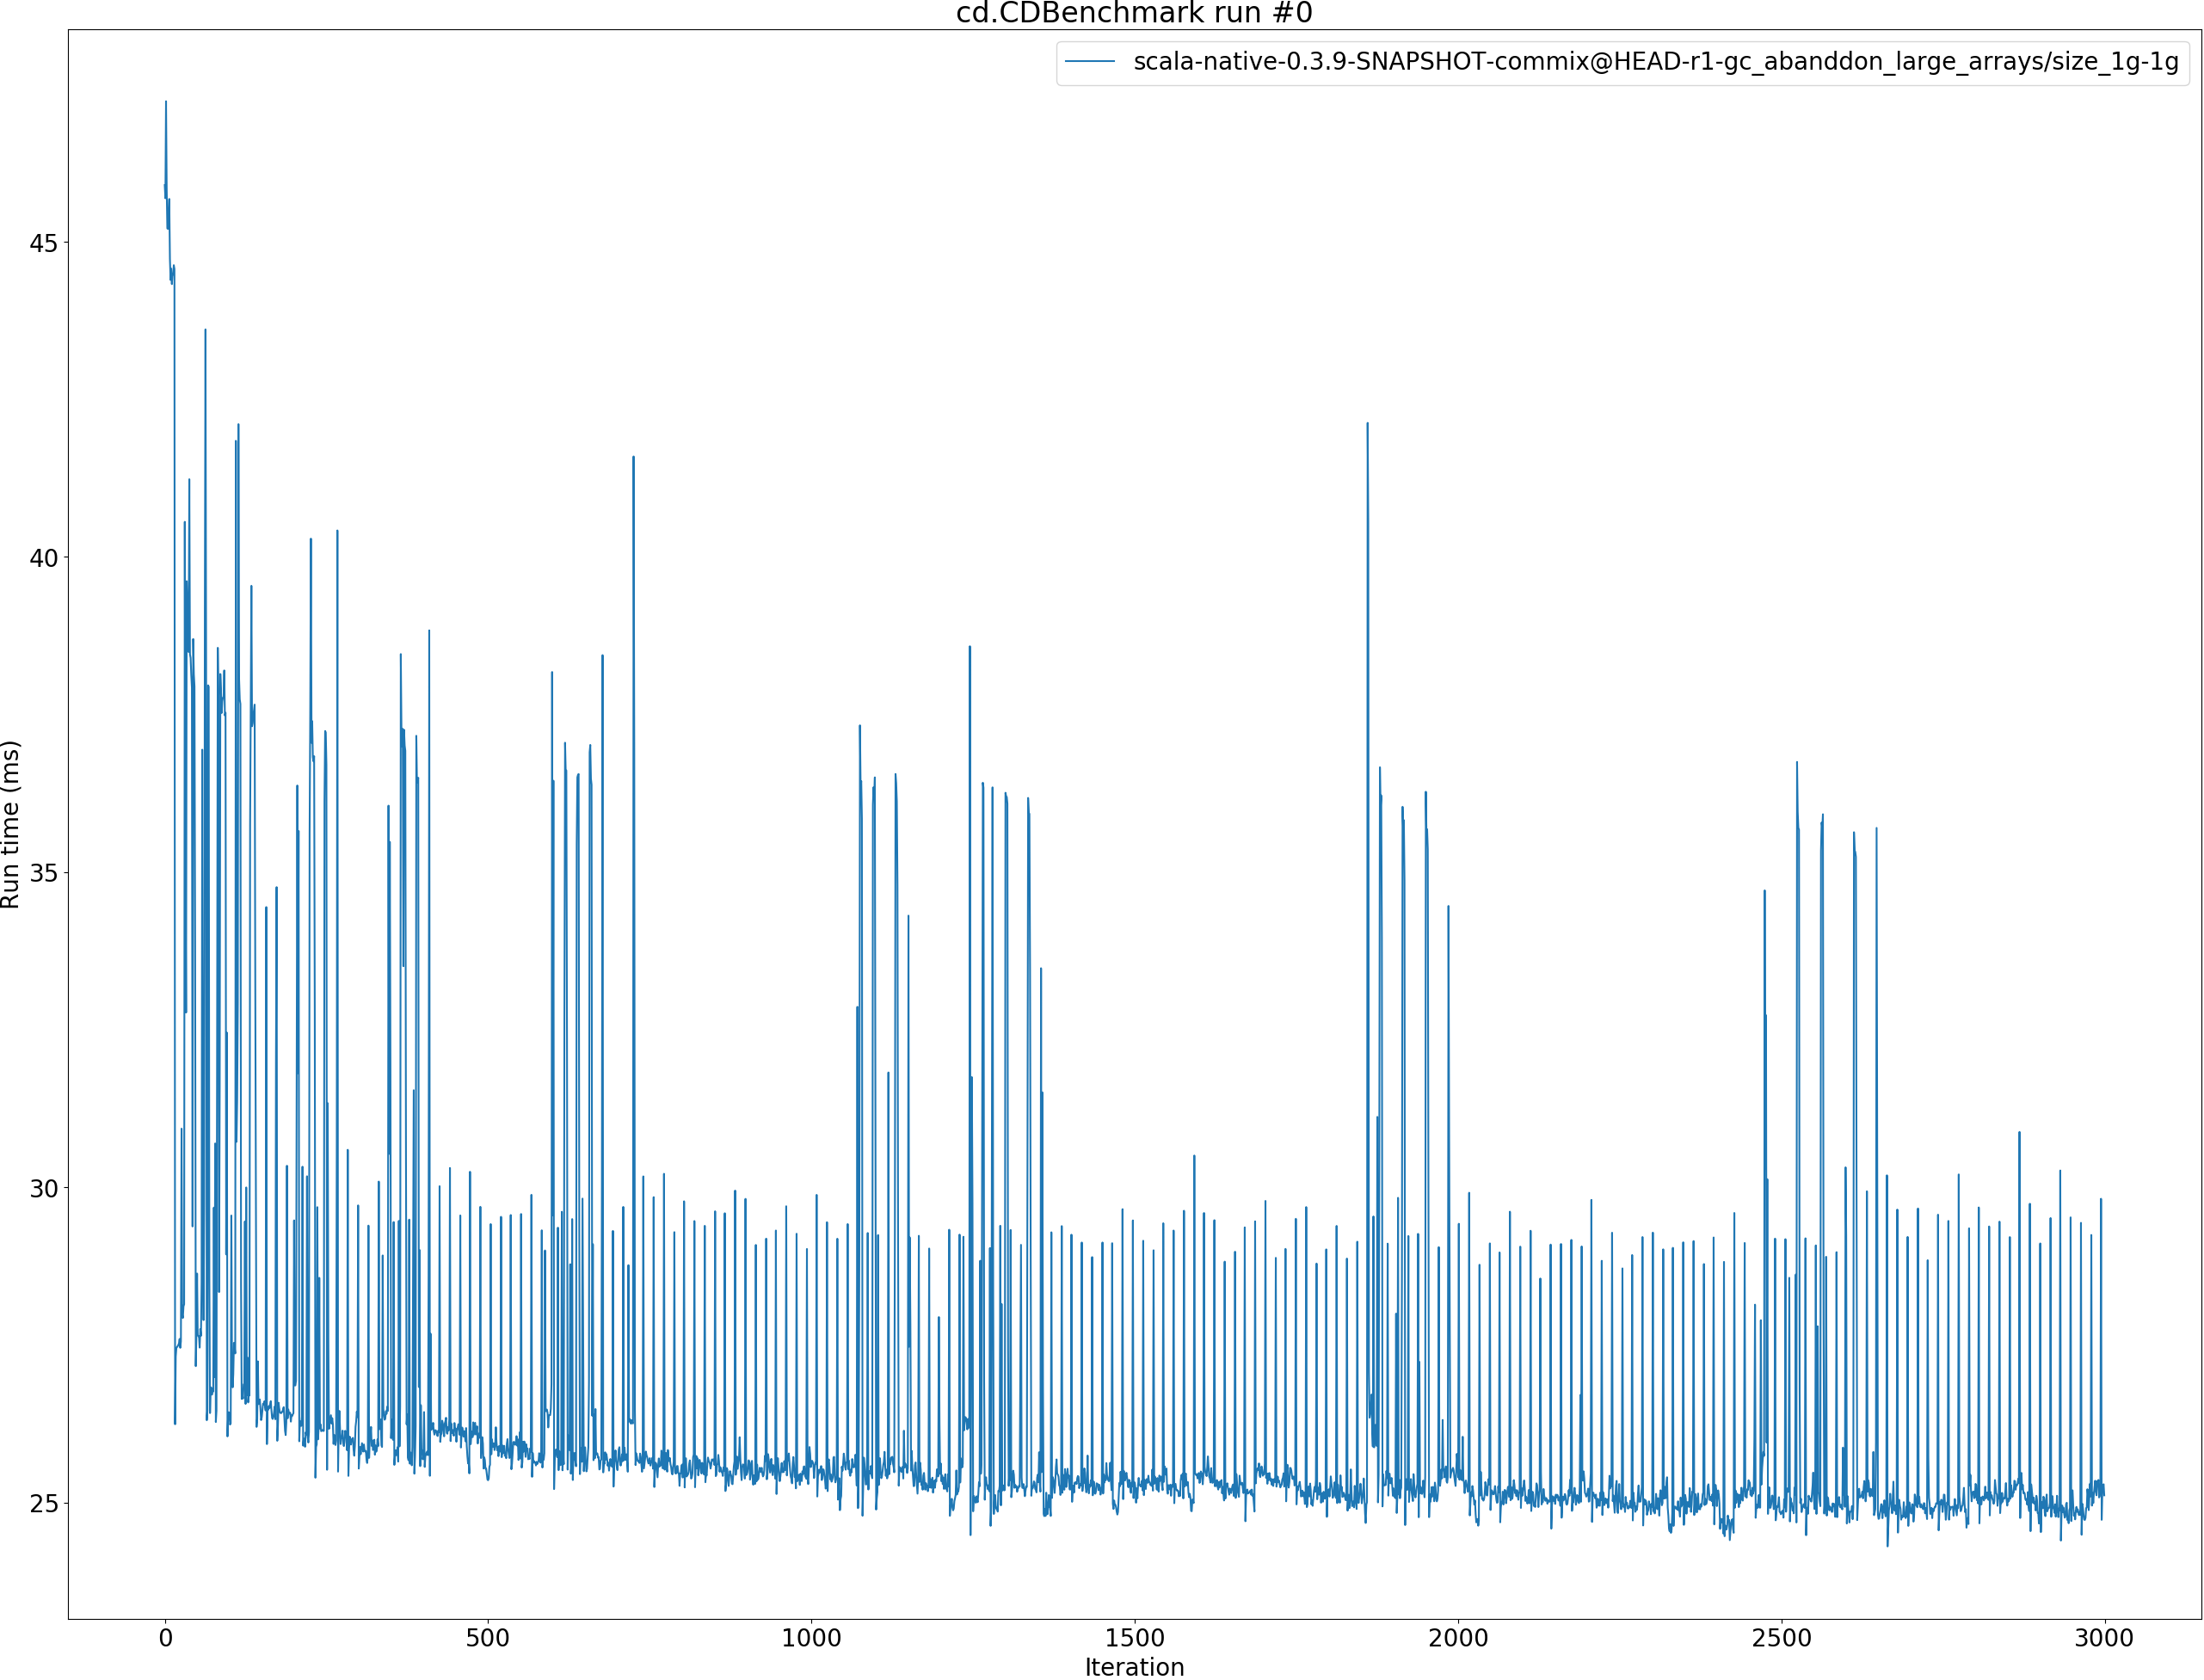 cd.CDBenchmark run #0
scala-native-0.3.9-SNAPSHOT-commix@HEAD-r1-gc_abanddon_large_arrays/size_1g-1g
Run time (ms)
45
40
35
30
25
0 500 1000 1500 2000 2500 3000
Iteration